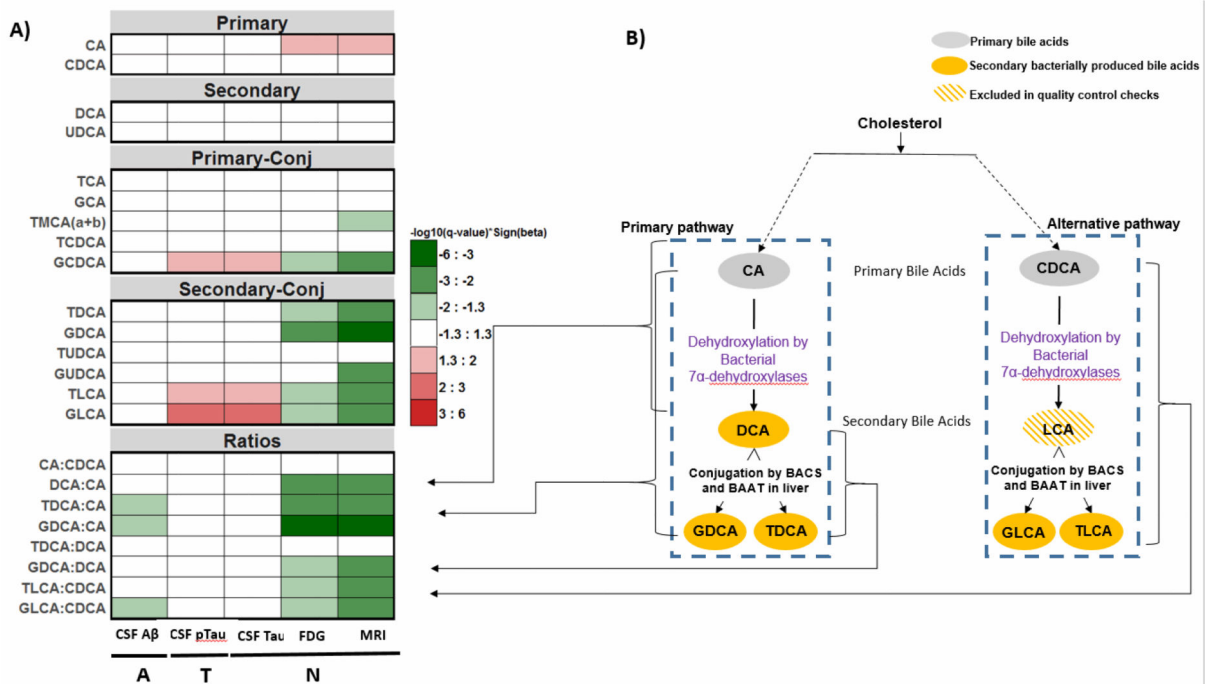 A)
Primary
CA
CDCA
Secondary
DCA
UDCA
Primary-Conj
TCA
GCA
TMCA(a+b)
TCDCA
GCDCA
Secondary-Conj
TDCA
GDCA
TUDCA
GUDCA
TLCA
GLCA
Ratios
CA:CDCA
DCA:CA
TDCA:CA
GDCA:CA
TDCA:DCA
GDCA:DCA
TLCA:CDCA
GLCA:CDCA
CSF Aβ CSF pTau CSF Tau FDG MRI
A T N
-log10(q-value)*Sign(beta)
-6 : -3
-3 : -2
-2 : -1.3
-1.3 : 1.3
1.3 : 2
2 : 3
3 : 6
B)
Primary bile acids
Secondary bacterially produced bile acids
Excluded in quality control checks
Cholesterol
Primary pathway
Alternative pathway
CA
Primary Bile Acids
CDCA
Dehydroxylation by
Bacterial
7α-dehydroxylases
Dehydroxylation by
Bacterial
7α-dehydroxylases
DCA
Secondary Bile Acids
LCA
Conjugation by BACS
and BAAT in liver
Conjugation by BACS
and BAAT in liver
GDCA
TDCA
GLCA
TLCA